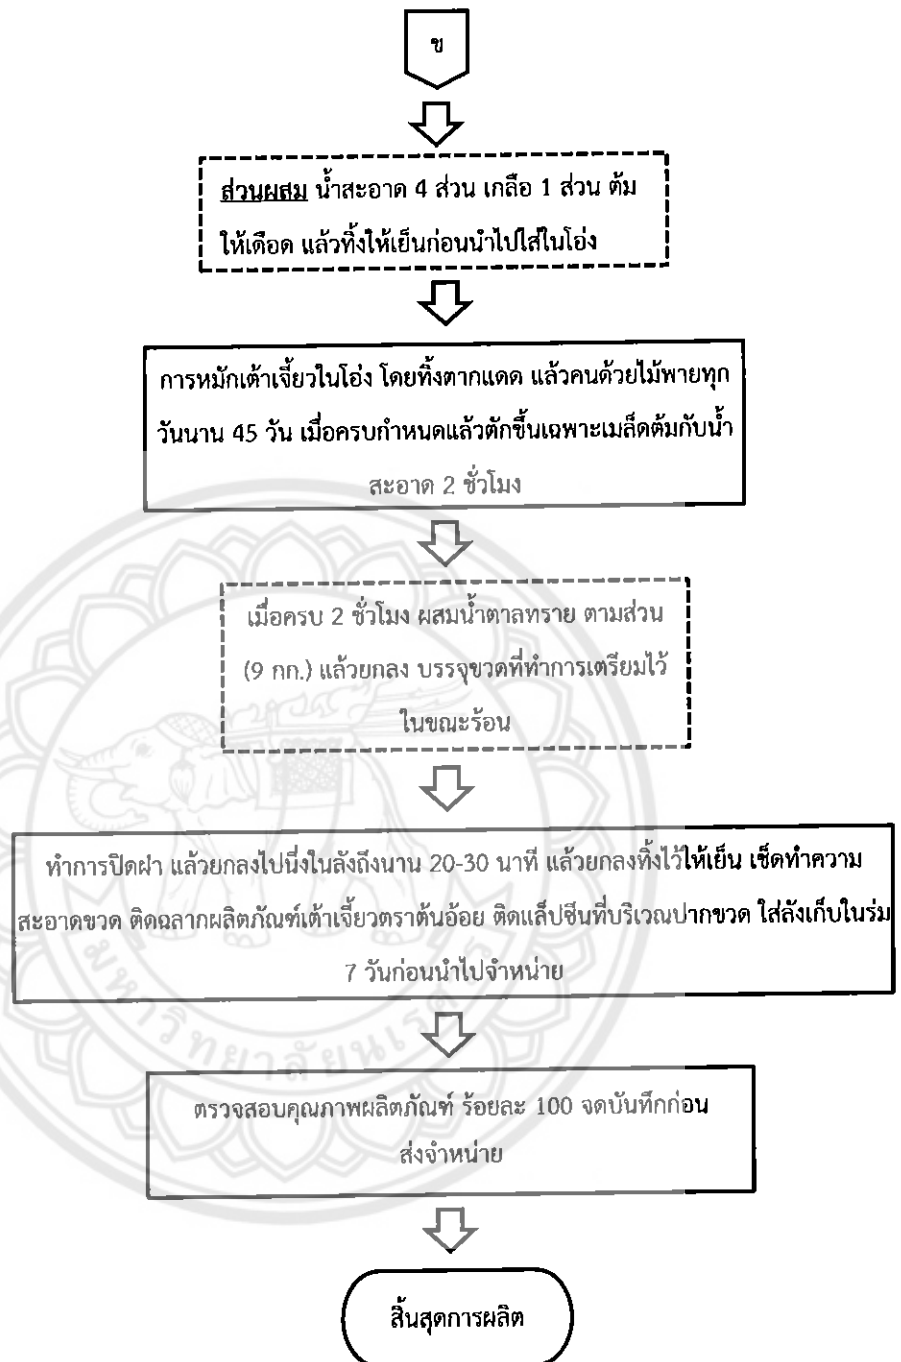 ข
ส่วนผสม น้ำสะอาด 4 ส่วน เกลือ 1 ส่วน ต้ม
ให้เดือด แล้วทิ้งให้เย็นก่อนนำไปใส่ในโอ่ง
การหมักเต้าเจี้ยวในโอ่ง โดยทิ้งตากแดด แล้วคนด้วยไม้พายทุก
วันนาน 45 วัน เมื่อครบกำหนดแล้วตักขึ้นเฉพาะเมล็ดต้มกับน้ำ
สะอาด 2 ชั่วโมง
เมื่อครบ 2 ชั่วโมง ผสมน้ำตาลทราย ตามส่วน
(9 กก.) แล้วยกลง บรรจุขวดที่ทำการเตรียมไว้
ในขณะร้อน
ทำการปิดฝา แล้วยกลงไปนึ่งในลังถึงนาน 20-30 นาที แล้วยกลงทิ้งไว้ให้เย็น เช็ดทำความ
สะอาดขวด ติดฉลากผลิตภัณฑ์เต้าเจี้ยวตราต้นอ้อย ติดแล็ปซีนที่บริเวณปากขวด ใส่ลังเก็บในร่ม
7 วันก่อนนำไปจำหน่าย
มหาวิทยาลัยนเรศวร
ตรวจสอบคุณภาพผลิตภัณฑ์ ร้อยละ 100 จดบันทึกก่อน
ส่งจำหน่าย
สิ้นสุดการผลิต